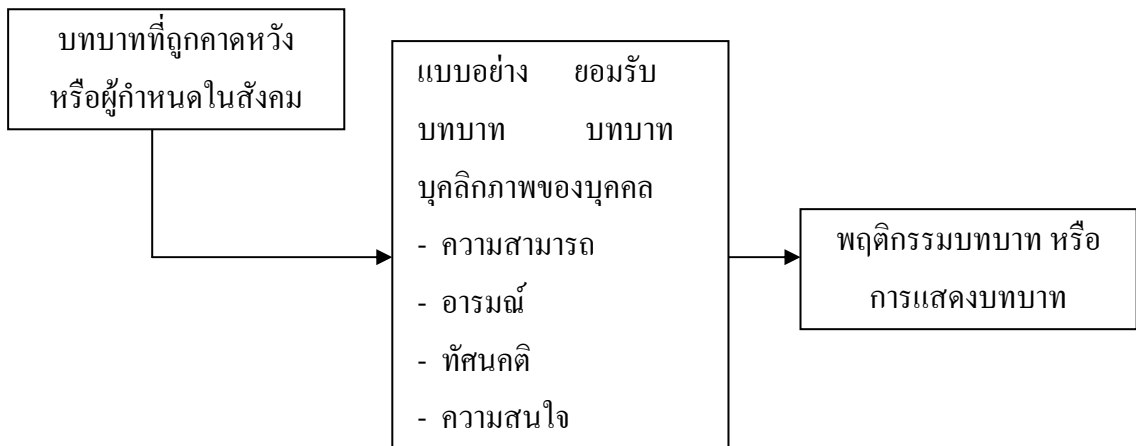 บทบาทที่ถูกคาดหวัง
หรือผู้กำหนดในสังคม
แบบอย่าง ยอมรับ
บทบาท บทบาท
บุคลิกภาพของบุคคล
- ความสามารถ
- อารมณ์
- ทัศนคติ
- ความสนใจ
พฤติกรรมบทบาท หรือ
การแสดงบทบาท